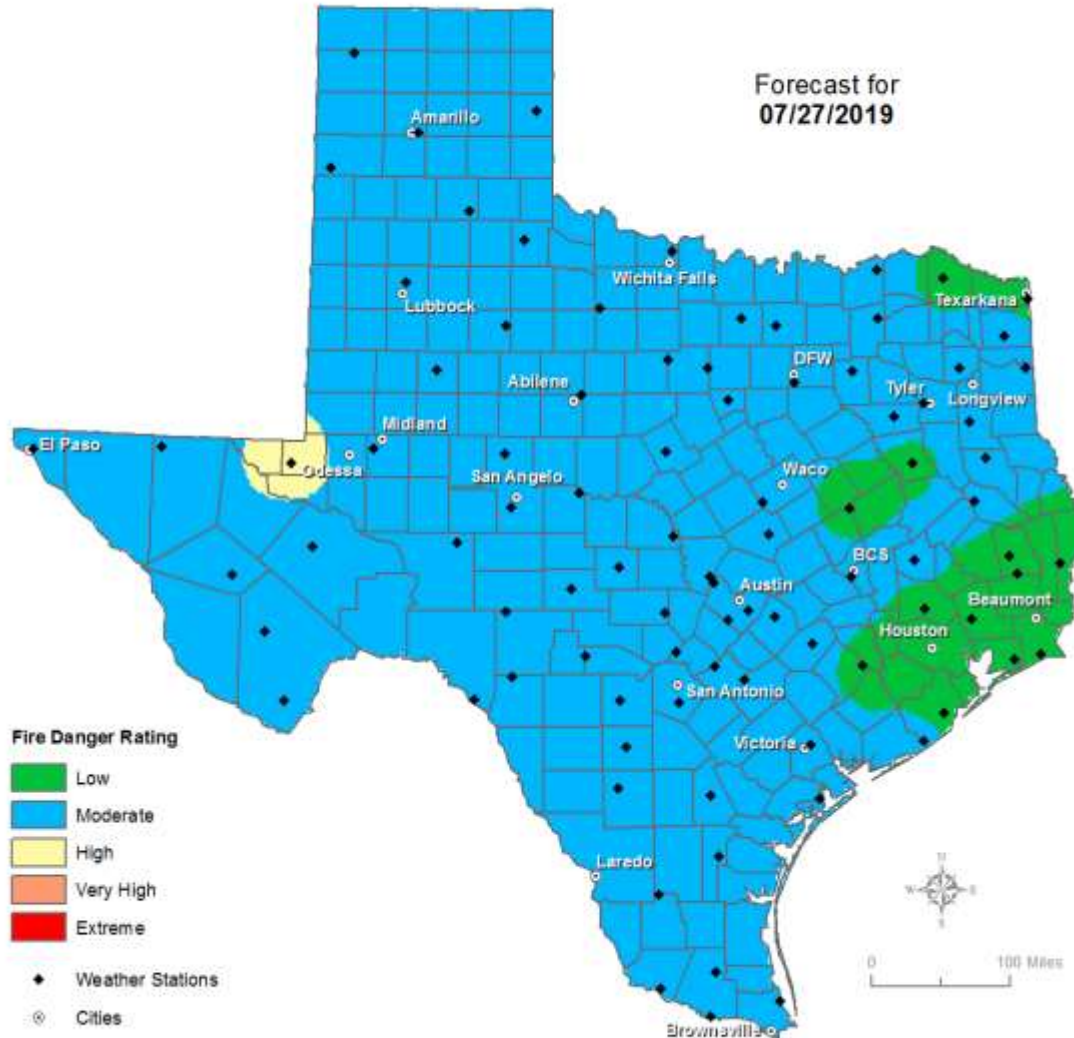 Forecast for
07/27/2019
Amarillo
Wichita Falls
Lubbock
Texarkana
DFW
Abilene
Tyler
Longview
Midland
El Paso
Odessa
Waco
San Angelo
BCS
Austin
Beaumont
Houston
San Antonio
Victoria
Laredo
Brownsville
Fire Danger Rating
Low
Moderate
High
Very High
Extreme
Weather Stations
Cities
N
W E
S
0 100 Miles